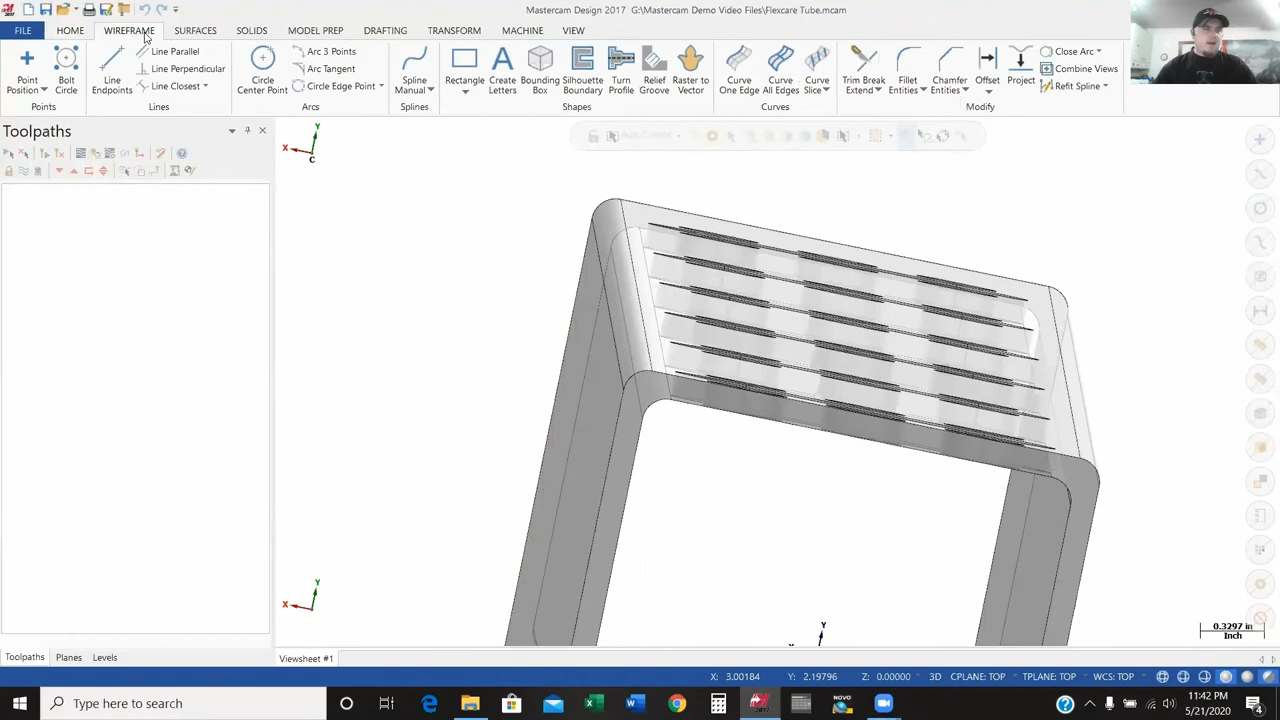 Mastercam Design 2017 G:\Mastercam Demo Video Files\Flexcare Tube.mcam
FILE HOME WIREFRAME SURFACES SOLIDS MODEL PREP DRAFTING TRANSFORM MACHINE VIEW
Point Position
Bolt Circle
Points
Line Endpoints
Line Parallel
Line Perpendicular
Line Closest
Lines
Circle Center Point
Arc 3 Points
Arc Tangent
Circle Edge Point
Arcs
Spline Manual
Splines
Rectangle
Create Letters
Bounding Box
Silhouette Boundary
Turn Profile
Relief Groove
Raster to Vector
Shapes
Curve One Edge
Curve All Edges
Curve Slice
Curves
Trim Break Extend
Fillet Entities
Chamfer Entities
Offset
Project
Close Arc
Combine Views
Refit Spline
Modify
Toolpaths
G1
AutoCursor
Y
X
C
Y
X
Y
0.3297 in
Inch
Toolpaths Planes Levels
Viewsheet #1
X: 3.00184 Y: 2.19796 Z: 0.00000 3D CPLANE: TOP TPLANE: TOP WCS: TOP
Type here to search
2017
NOVO
11:42 PM
5/21/2020
4